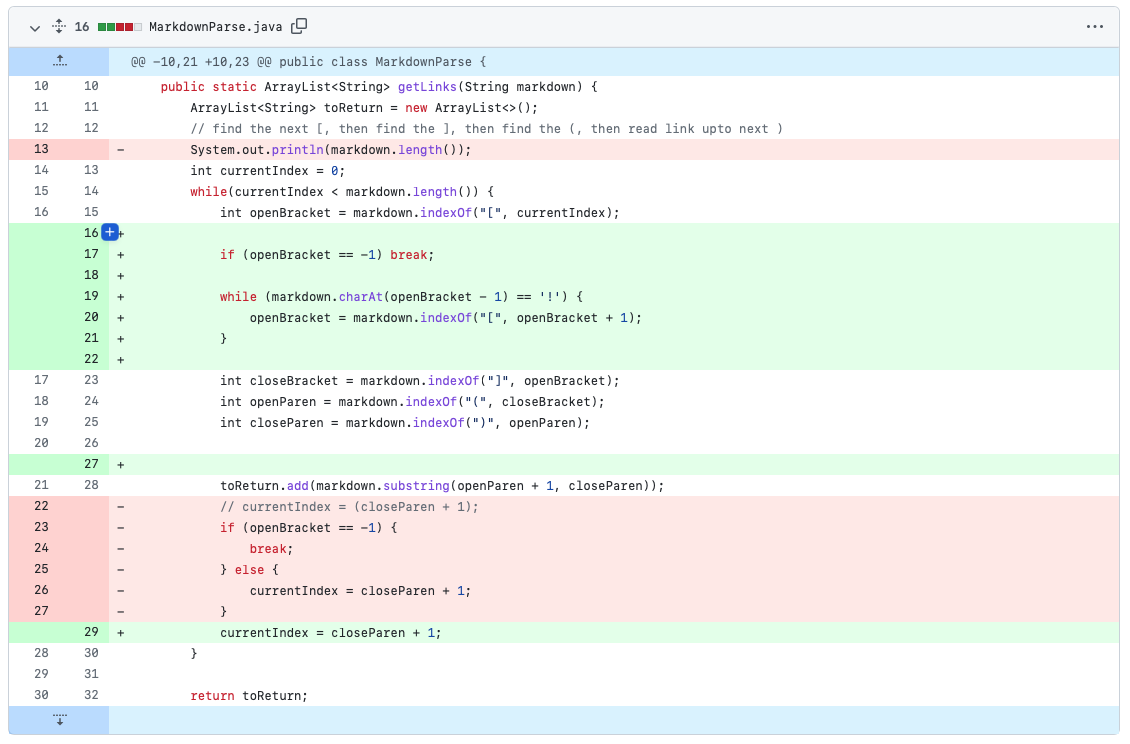 16 MarkdownParse.java
@@ -10,21 +10,23 @@ public class MarkdownParse {
10 10 public static ArrayList<String> getLinks(String markdown) {
11 11 ArrayList<String> toReturn = new ArrayList<>();
12 12 // find the next [, then find the ], then find the (, then read link upto next )
13 - System.out.println(markdown.length());
14 13 int currentIndex = 0;
15 14 while(currentIndex < markdown.length()) {
16 15 int openBracket = markdown.indexOf("[", currentIndex);
16 + +
17 + if (openBracket == -1) break;
18 +
19 + while (markdown.charAt(openBracket - 1) == '!') {
20 + openBracket = markdown.indexOf("[", openBracket + 1);
21 + }
22 +
17 23 int closeBracket = markdown.indexOf("]", openBracket);
18 24 int openParen = markdown.indexOf("(", closeBracket);
19 25 int closeParen = markdown.indexOf(")", openParen);
20 26
27 +
21 28 toReturn.add(markdown.substring(openParen + 1, closeParen));
22 - // currentIndex = (closeParen + 1);
23 - if (openBracket == -1) {
24 - break;
25 - } else {
26 - currentIndex = closeParen + 1;
27 - }
29 + currentIndex = closeParen + 1;
28 30 }
29 31
30 32 return toReturn;